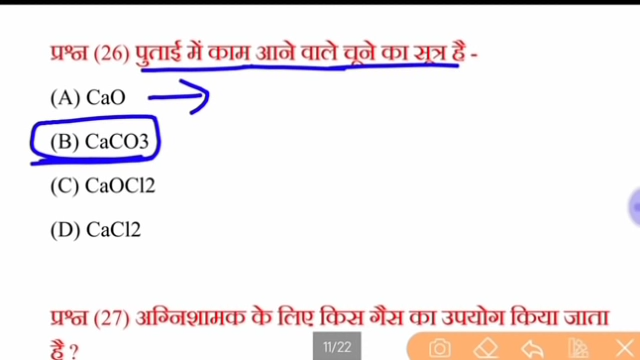 प्रश्न (26) पुताई में काम आने वाले चूने का सूत्र है -
(A) CaO
(B) CaCO3
(C) CaOCl2
(D) CaCl2
प्रश्न (27) अग्निशामक के लिए किस गैस का उपयोग किया जाता
है ?
11/22